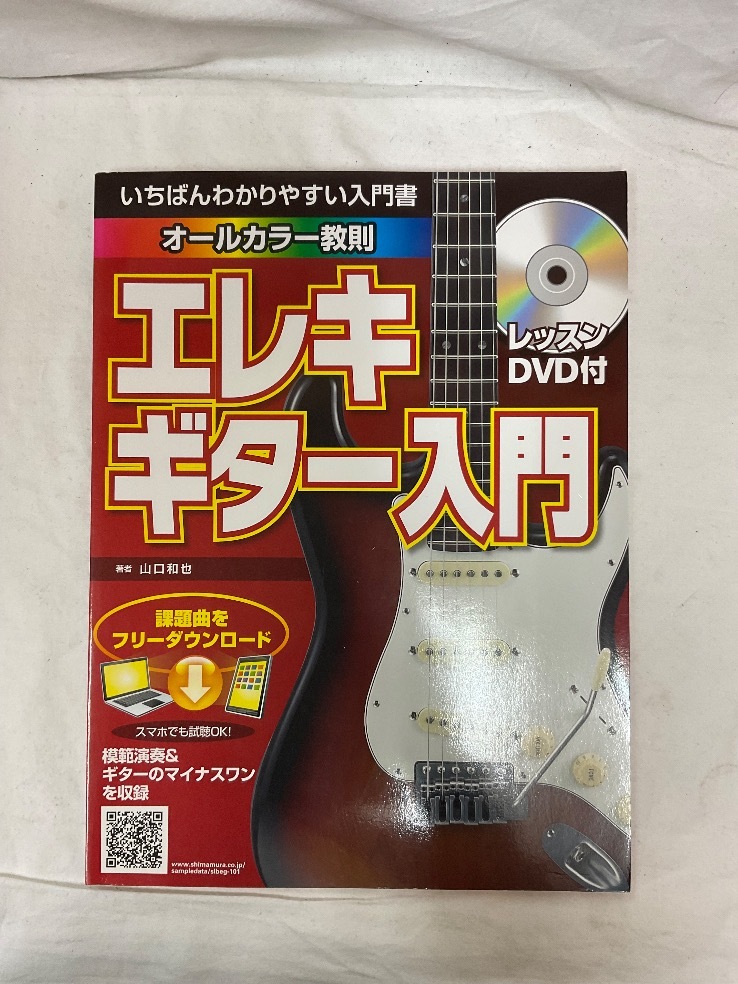 いちばんわかりやすい入門書
オールカラー教則
エレキ
ギター入門
レッスン
DVD付
著者 山口和也
課題曲を
フリーダウンロード
スマホでも試聴OK!
模範演奏&
ギターのマイナスワン
を収録
www.shimamura.co.jp/
sampledata/slbeg-101